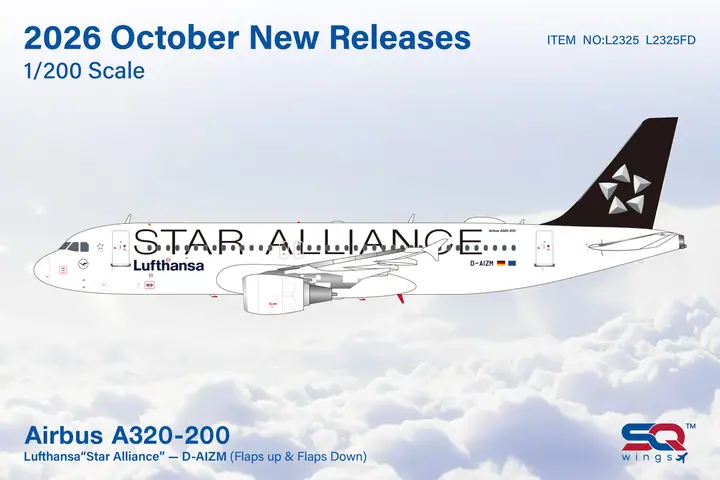 2026 October New Releases
ITEM NO:L2325 L2325FD
1/200 Scale
STAR ALLIANCE
Airbus A320-200
Lufthansa
D-AIZM
Airbus A320-200
Lufthansa“Star Alliance” — D-AIZM (Flaps up & Flaps Down)
SQ TM
wings